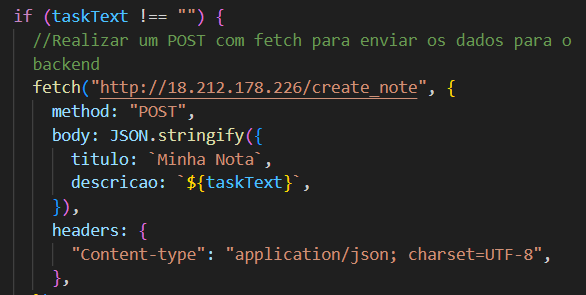 if (taskText !== "") {
//Realizar um POST com fetch para enviar os dados para o
backend
fetch("http://18.212.178.226/create_note", {
method: "POST",
body: JSON.stringify({
titulo: `Minha Nota`,
descricao: `${taskText}`,
}),
headers: {
"Content-type": "application/json; charset=UTF-8",
},